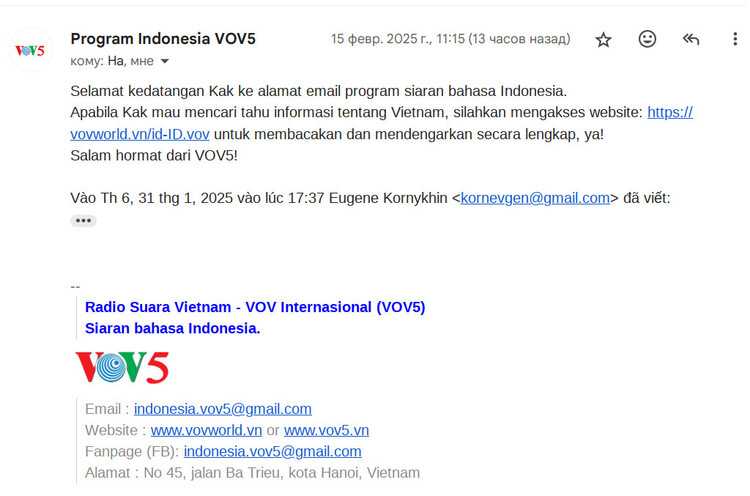 Program Indonesia VOV5
15 февр. 2025 г., 11:15 (13 часов назад)
VOV5
кому: На, мне
Selamat kedatangan Kak ke alamat email program siaran bahasa Indonesia.
Apabila Kak mau mencari tahu informasi tentang Vietnam, silahkan mengakses website: https://
vovworld.vn/id-ID.vov untuk membacakan dan mendengarkan secara lengkap, ya!
Salam hormat dari VOV5!
Vào Th 6, 31 thg 1, 2025 vào lúc 17:37 Eugene Kornykhin <kornevgen@gmail.com> đã viết:
--
Radio Suara Vietnam - VOV Internasional (VOV5)
Siaran bahasa Indonesia.
VOV5
Email : indonesia.vov5@gmail.com
Website : www.vovworld.vn or www.vov5.vn
Fanpage (FB): indonesia.vov5@gmail.com
Alamat : No 45, jalan Ba Trieu, kota Hanoi, Vietnam